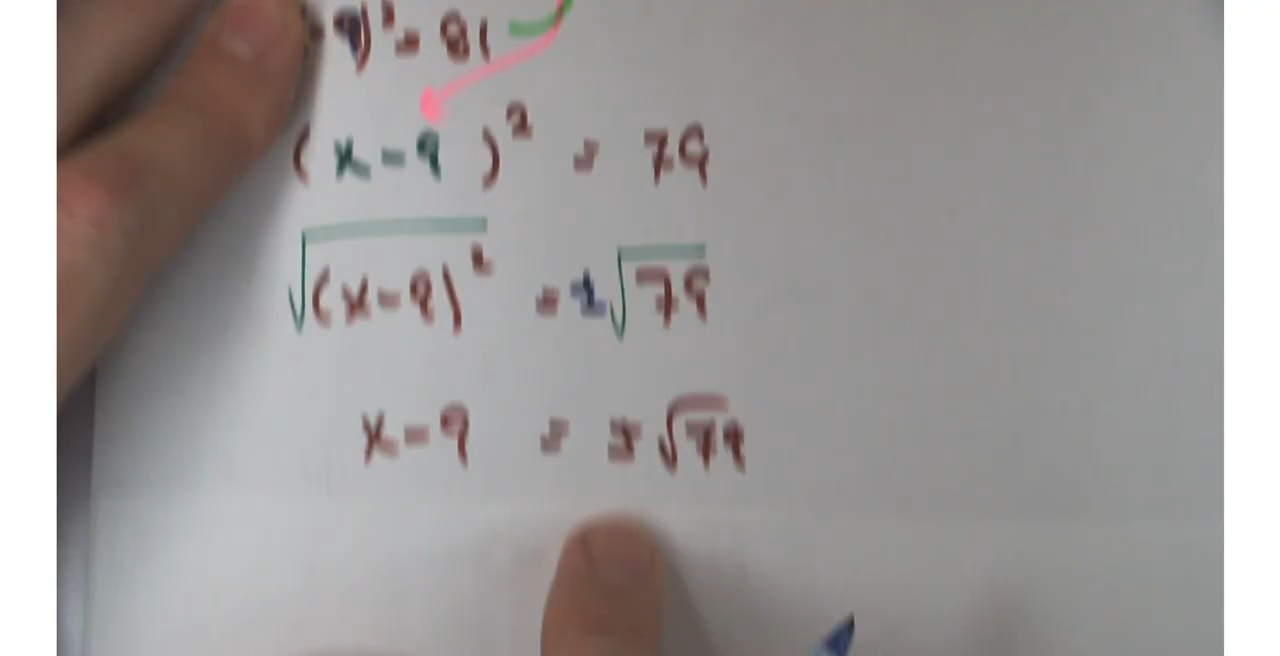 9)² = 81
(x-9)² = 79
√(x-9)² = ±√79
x-9 = ±√79